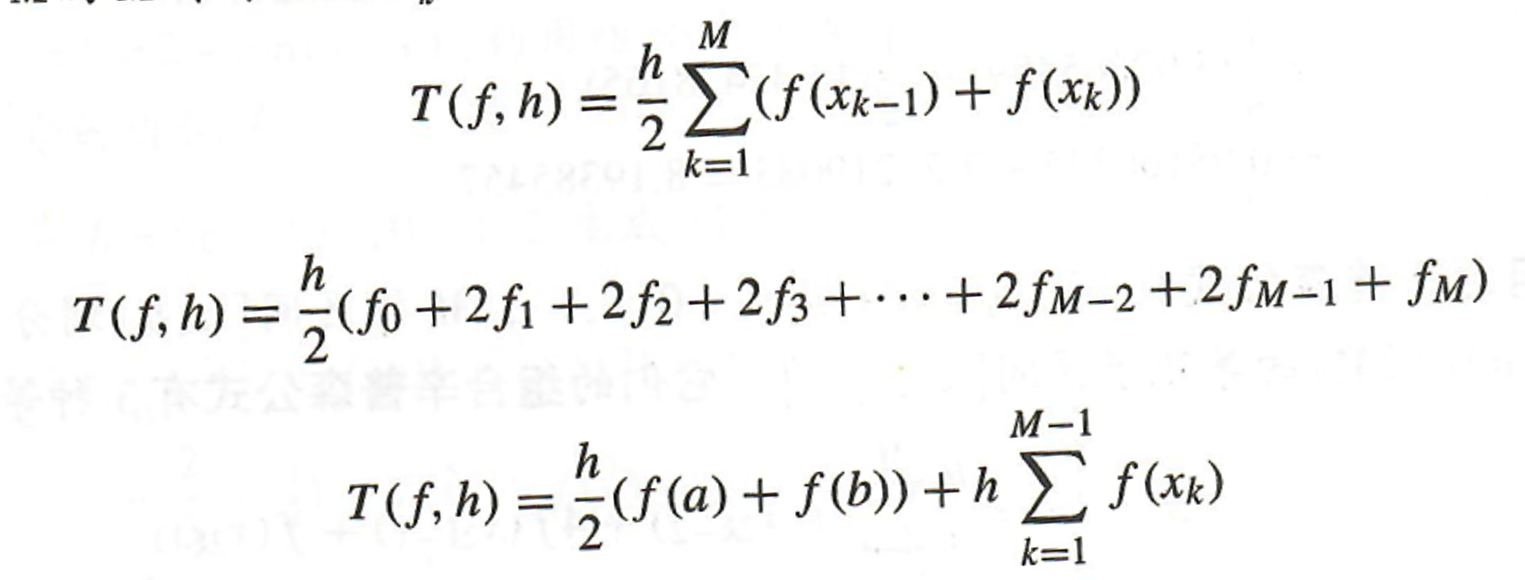 T(f, h) = \frac{h}{2} \sum_{k=1}^{M} (f(x_{k-1}) + f(x_k))
T(f, h) = \frac{h}{2} (f_0 + 2f_1 + 2f_2 + 2f_3 + \cdots + 2f_{M-2} + 2f_{M-1} + f_M)
T(f, h) = \frac{h}{2} (f(a) + f(b)) + h \sum_{k=1}^{M-1} f(x_k)